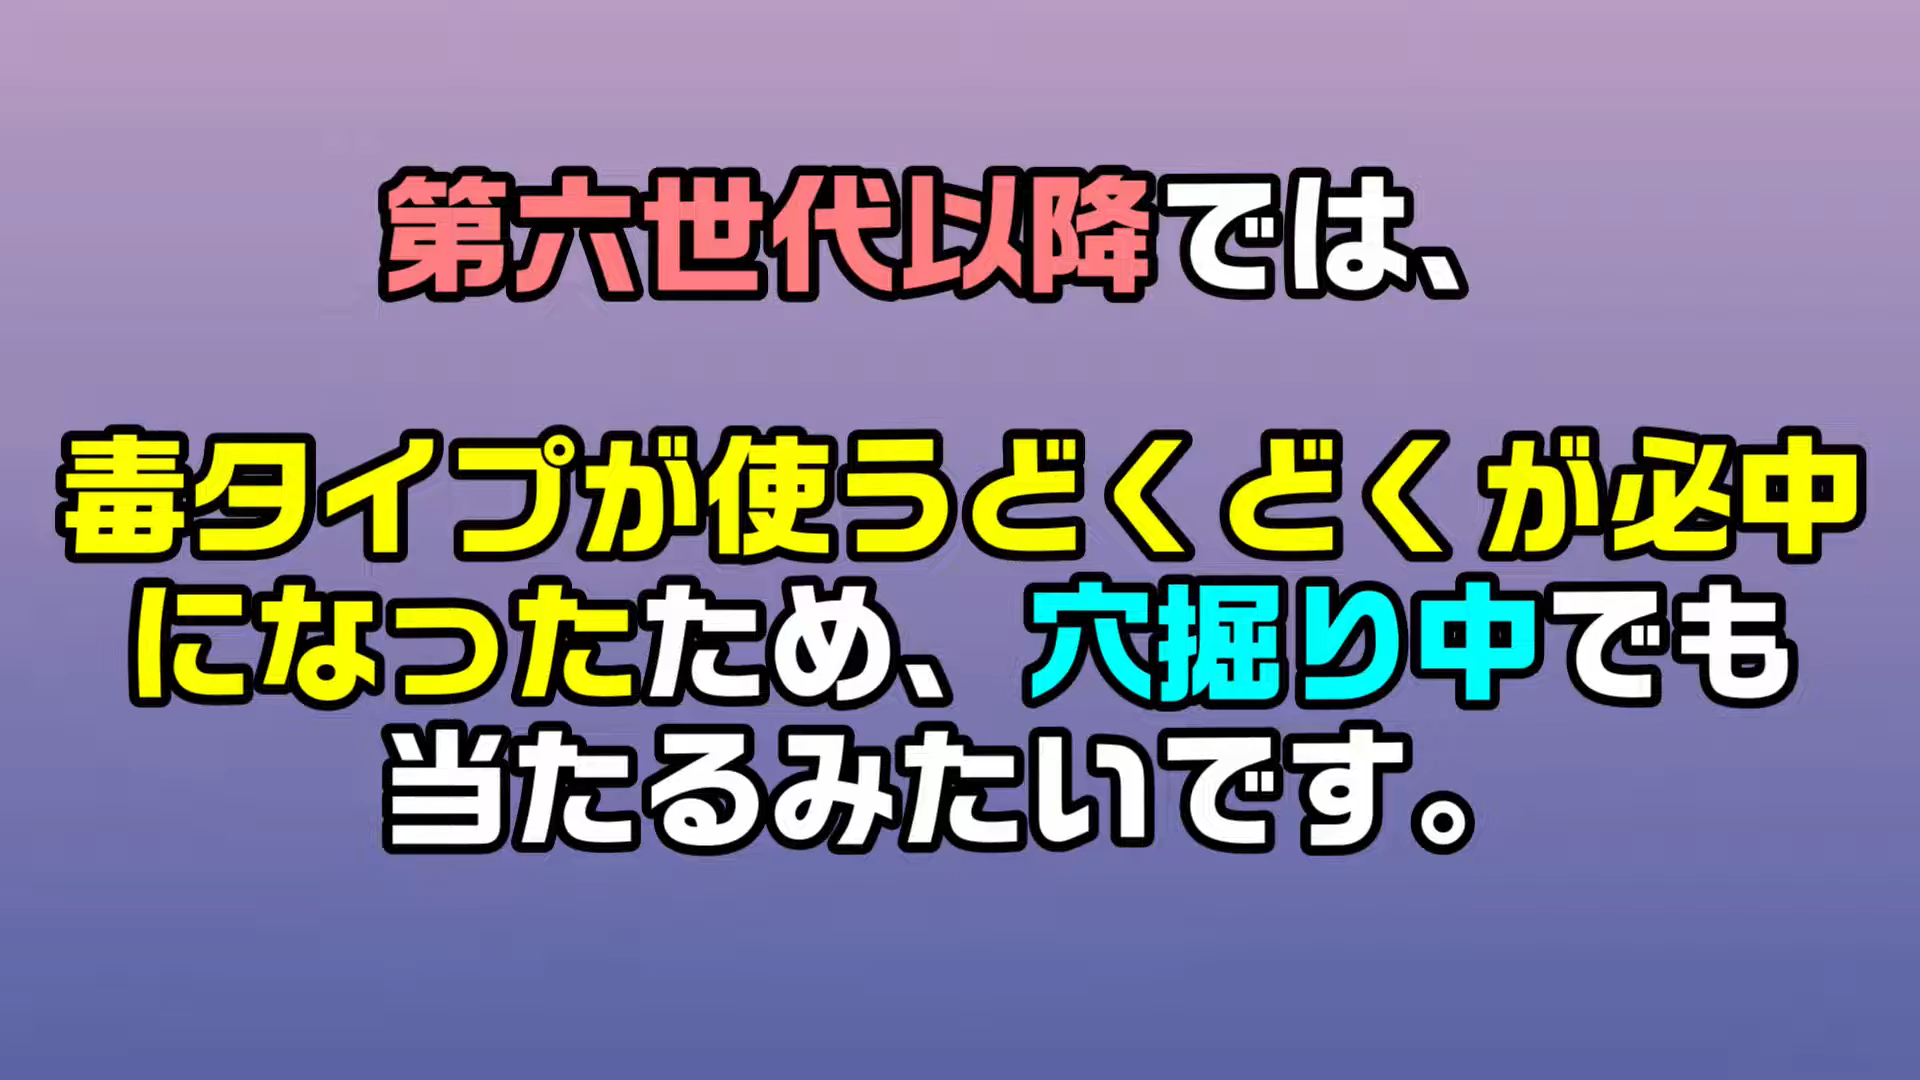 第六世代以降では、
毒タイプが使うどくどくが必中
になったため、穴掘り中でも
当たるみたいです。